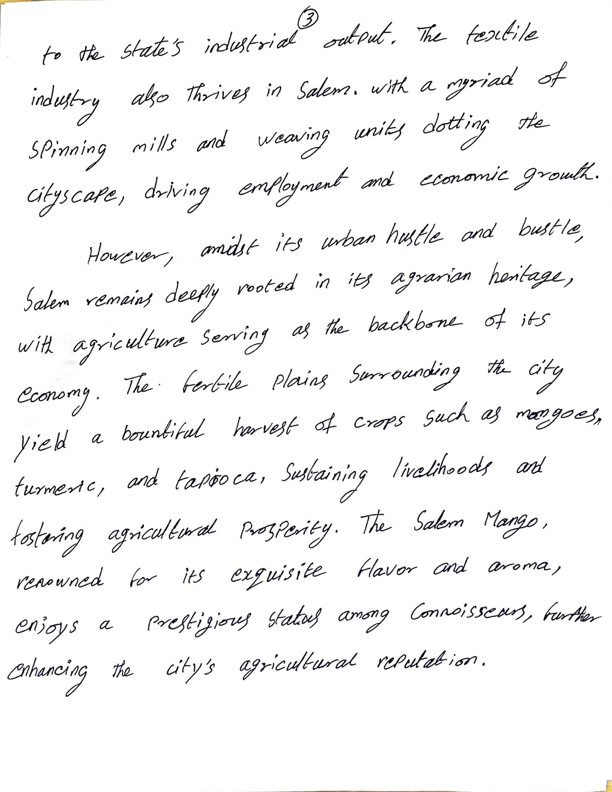 ③
to the state's industrial output. The textile
industry also Thrives in Salem. with a myriad of
Spinning mills and weaving units dotting the
cityscape, driving employment and economic growth.
However, amidst its urban hustle and bustle,
Salem remains deeply rooted in its agrarian heritage,
with agriculture serving as the backbone of its
economy. The fertile plains Surrounding the city
yield a bountiful harvest of crops such as mangoes,
turmeric, and tapioca, Sustaining livelihoods and
fostering agricultural Prosperity. The Salem Mango,
renowned for its exquisite flavor and aroma,
enjoys a Prestigious Status among Connoisseurs, further
enhancing the city's agricultural reputation.